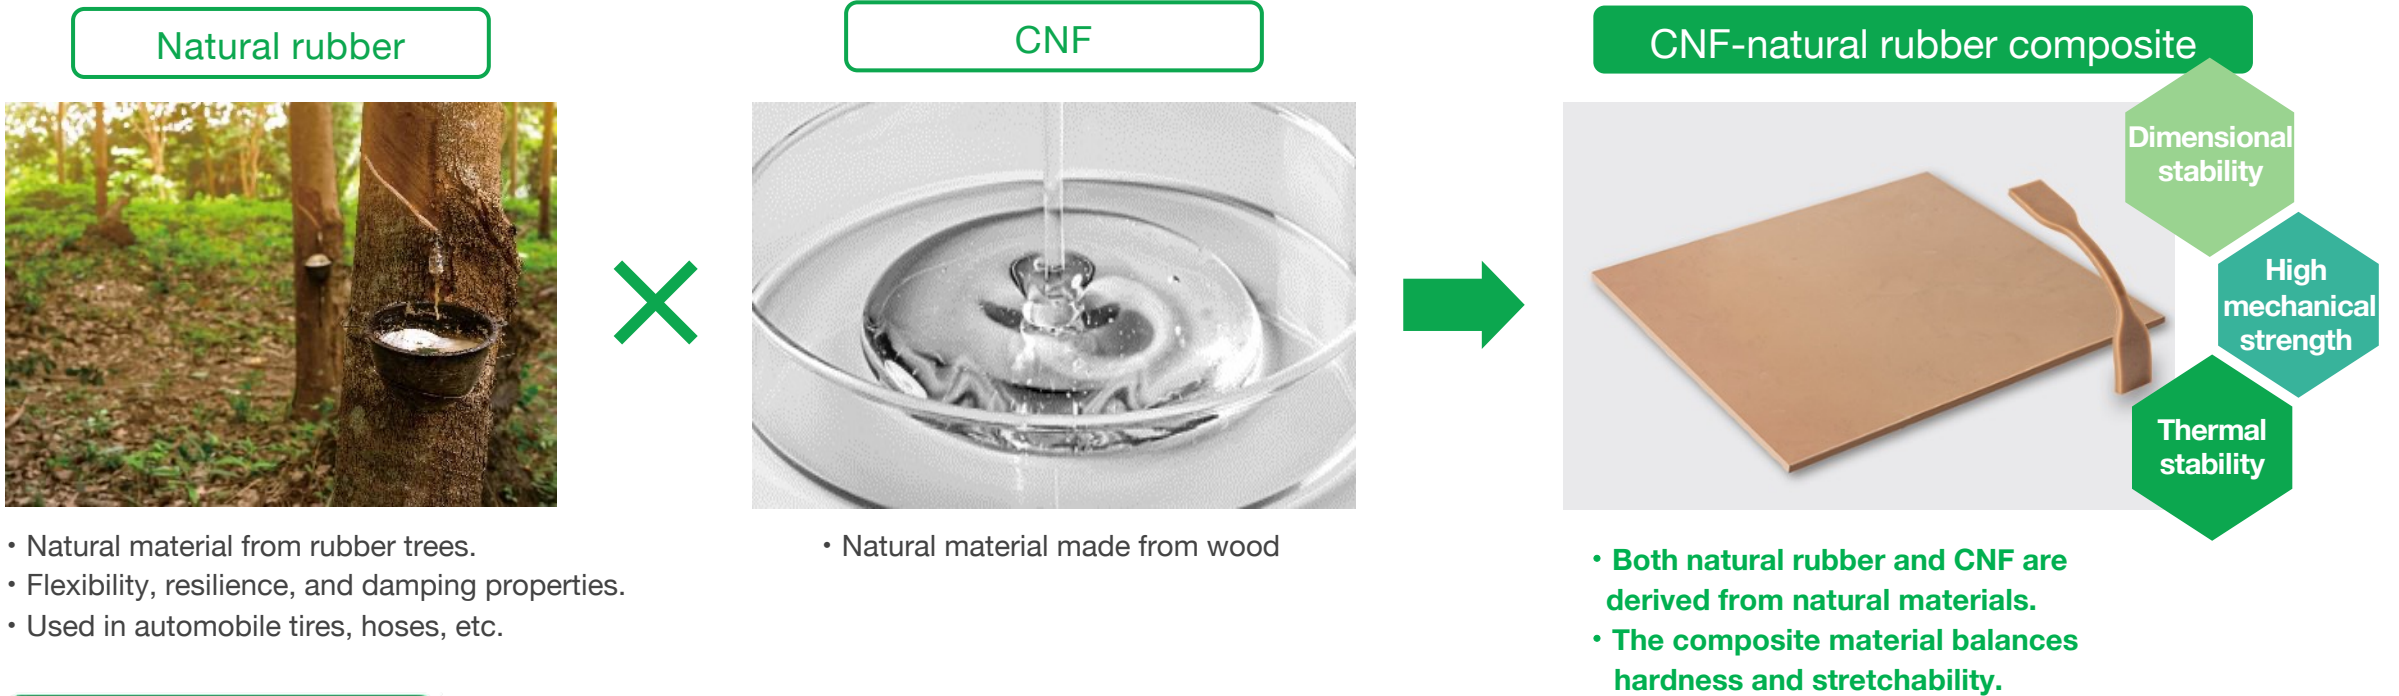 Natural rubber
CNF
CNF-natural rubber composite
Dimensional
stability
High
mechanical
strength
Thermal
stability
・Natural material from rubber trees.
・Flexibility, resilience, and damping properties.
・Used in automobile tires, hoses, etc.
・Natural material made from wood
・Both natural rubber and CNF are
derived from natural materials.
・The composite material balances
hardness and stretchability.